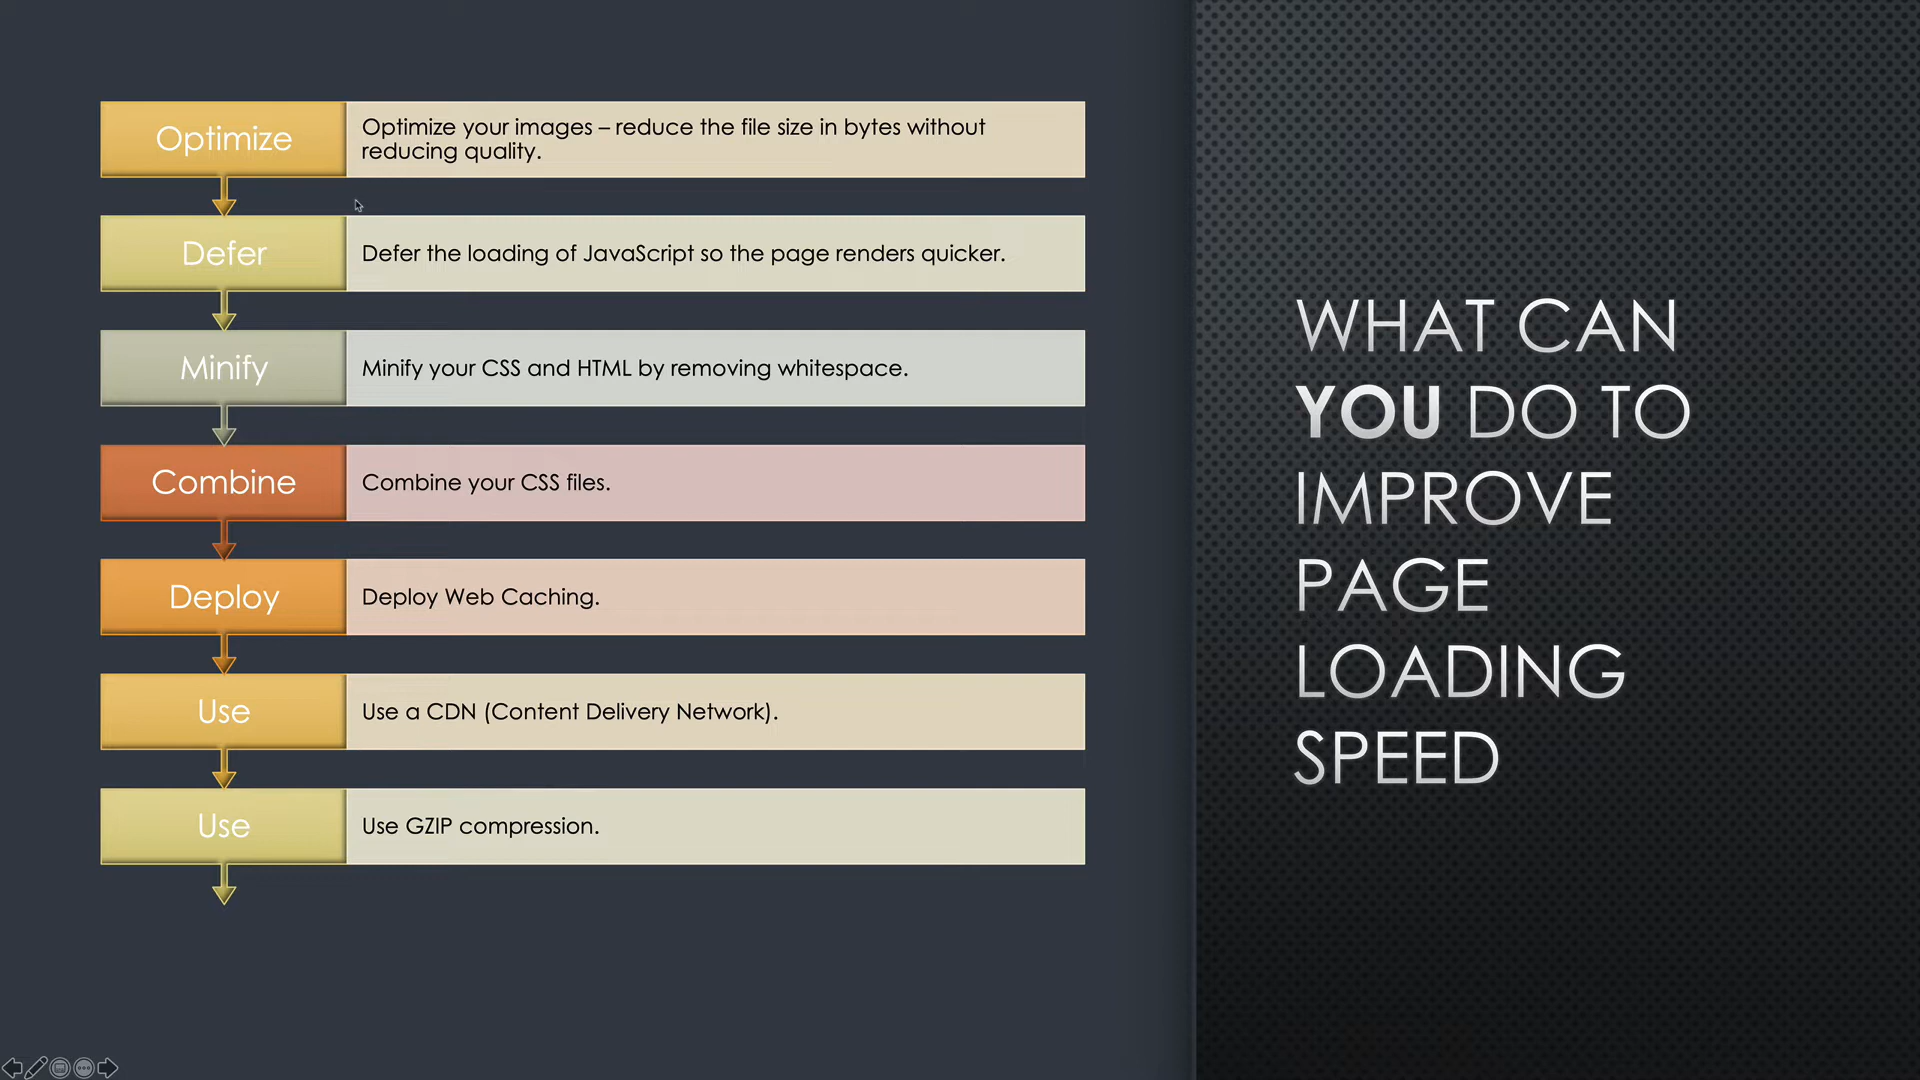 Optimize
Optimize your images – reduce the file size in bytes without
reducing quality.
Defer
Defer the loading of JavaScript so the page renders quicker.
Minify
Minify your CSS and HTML by removing whitespace.
Combine
Combine your CSS files.
Deploy
Deploy Web Caching.
Use
Use a CDN (Content Delivery Network).
Use
Use GZIP compression.
WHAT CAN
YOU DO TO
IMPROVE
PAGE
LOADING
SPEED